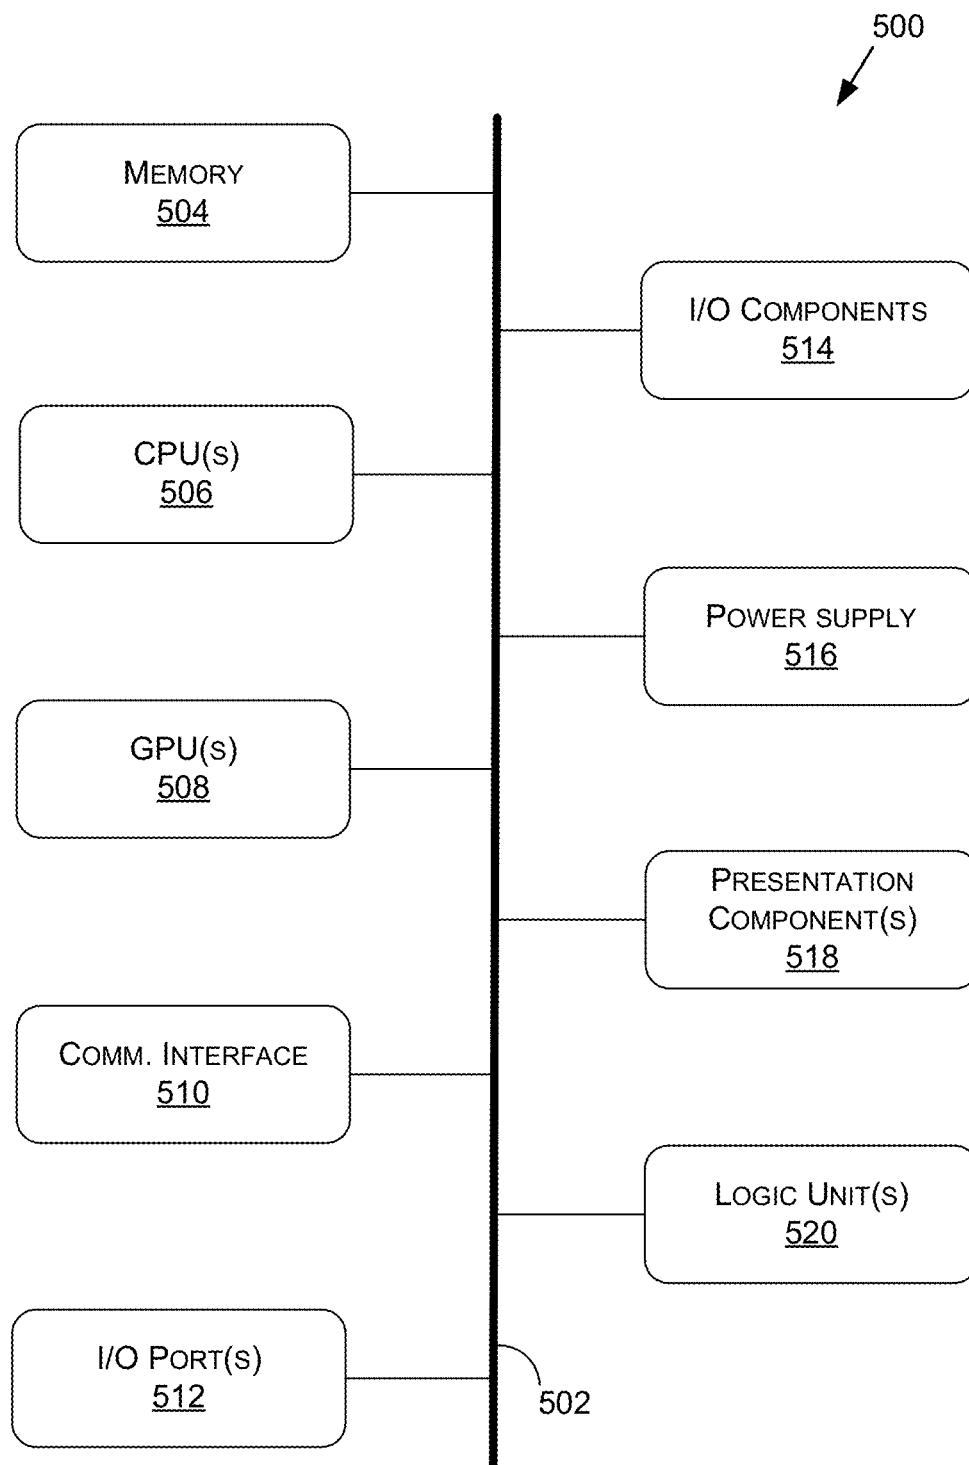 500
MEMORY
504
I/O COMPONENTS
514
CPU(S)
506
POWER SUPPLY
516
GPU(S)
508
PRESENTATION
COMPONENT(S)
518
COMM. INTERFACE
510
LOGIC UNIT(S)
520
I/O PORT(S)
512
502